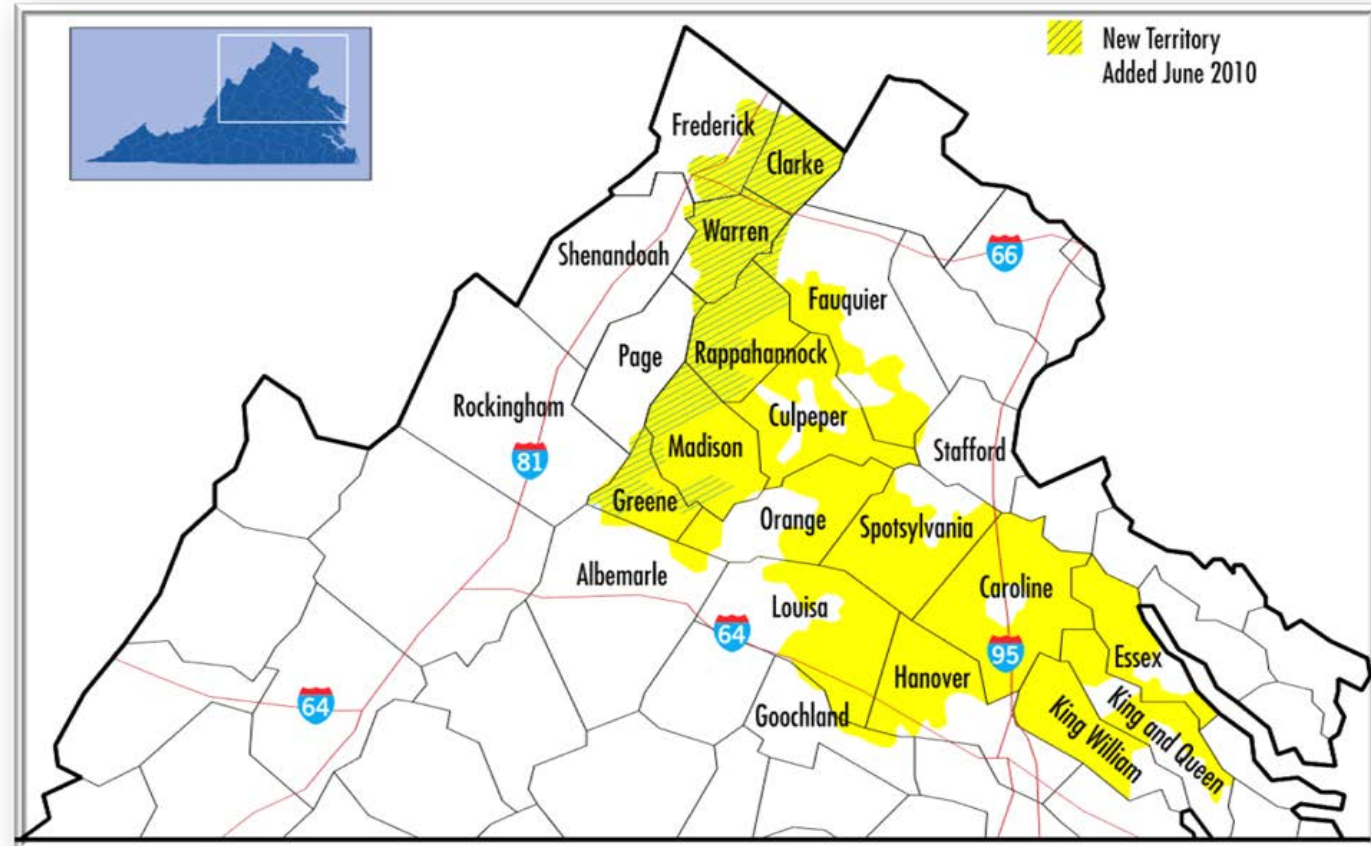 New Territory
Added June 2010
Frederick
Clarke
Warren
Shenandoah
66
Fauquier
Page
Rappahannock
Rockingham
Culpeper
Madison
Stafford
81
Greene
Orange
Spotsylvania
Albemarle
Caroline
Louisa
64
95
Essex
Hanover
64
Goochland
King and Queen
King William